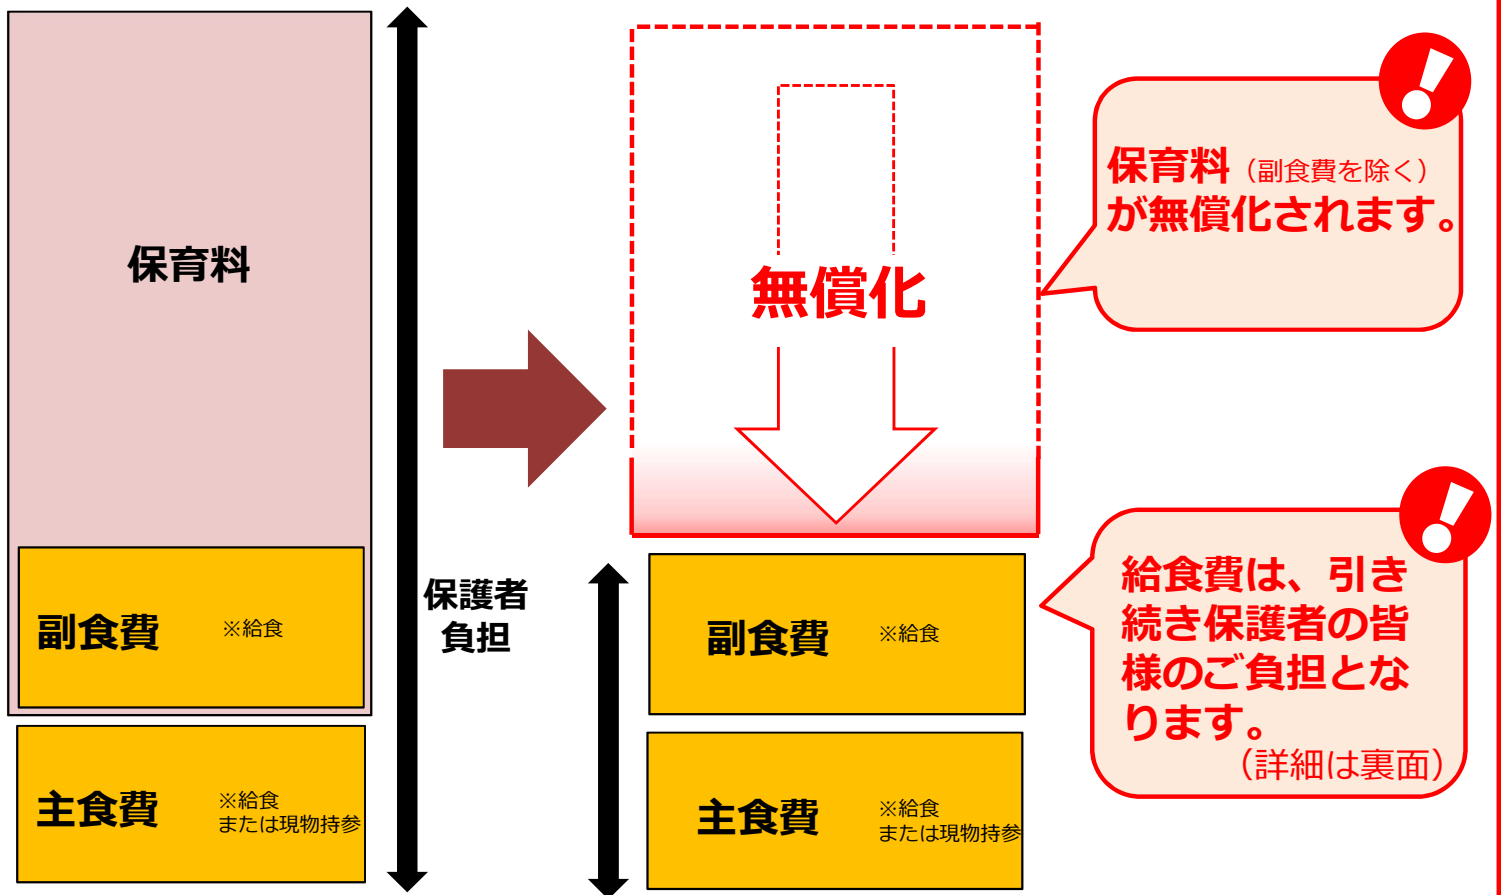 保育料
副食費
※給食
主食費
※給食
または現物持参
保護者
負担
無償化
副食費
※給食
主食費
※給食
または現物持参
保育料（副食費を除く）
が無償化されます。
給食費は、引き
続き保護者の皆
様のご負担とな
ります。
（詳細は裏面）